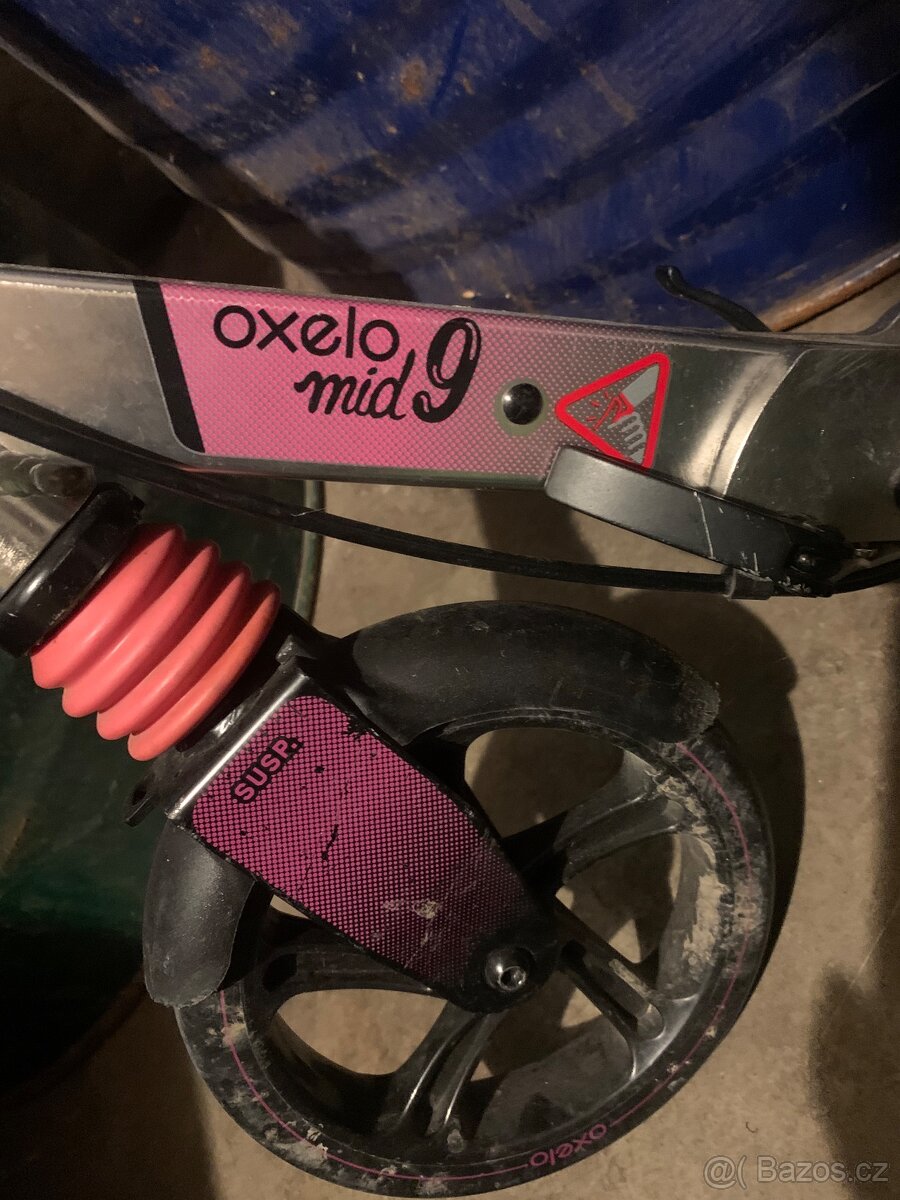 oxelo
mid 9
SUSP.
oxelo
@( Bazos.cz